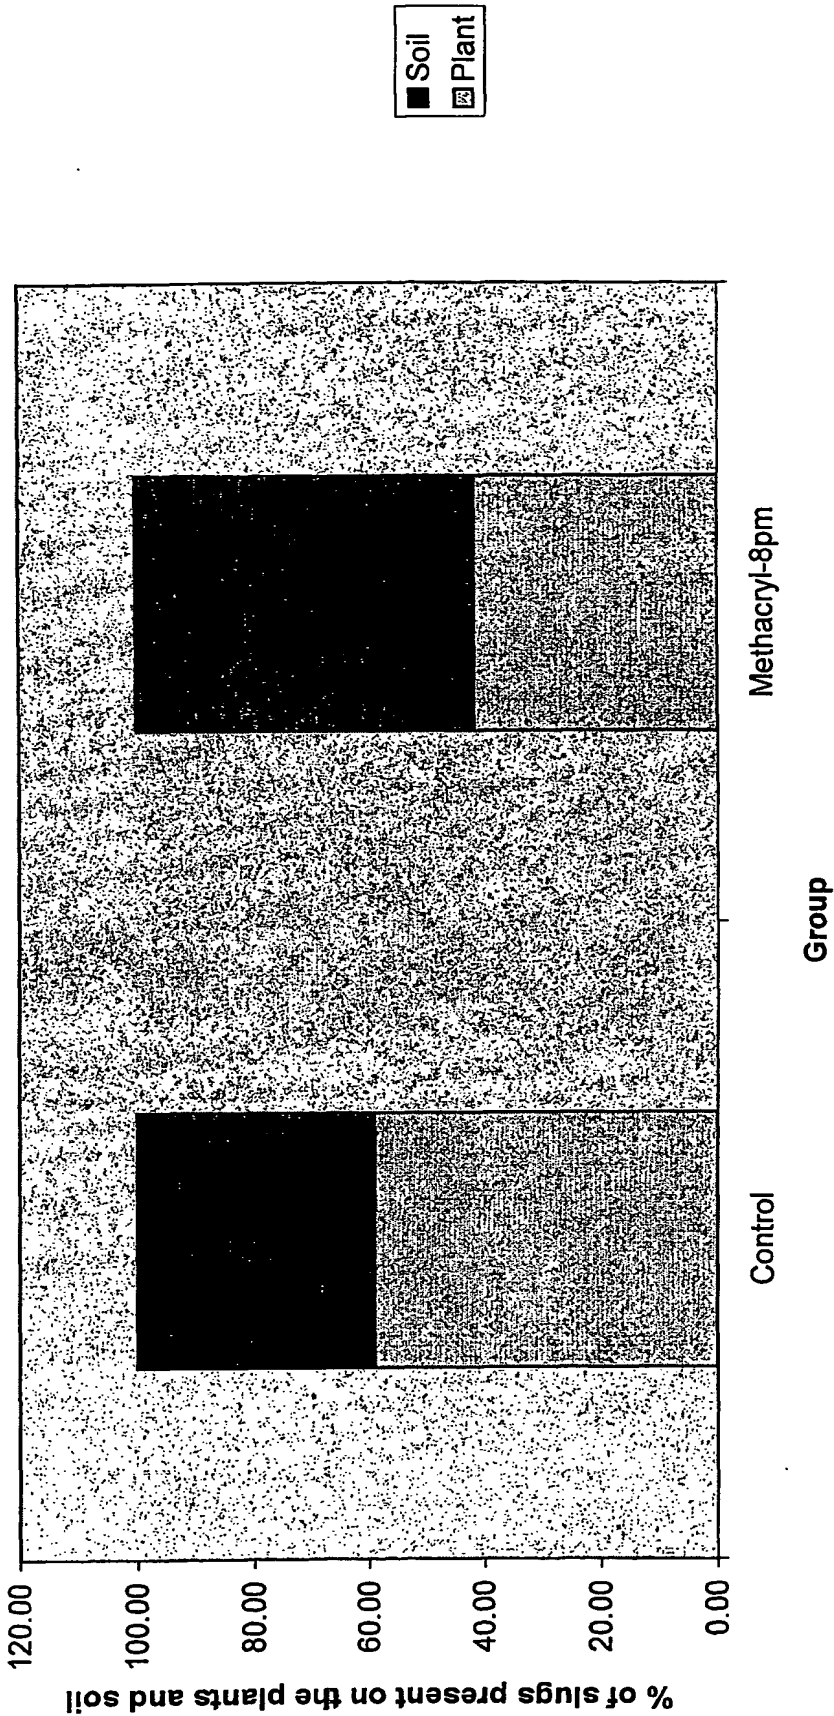 % of slugs present on the plants and soil
120.00
100.00
80.00
60.00
40.00
20.00
0.00
Control
Methacryl-8pm
Group
Soil
Plant